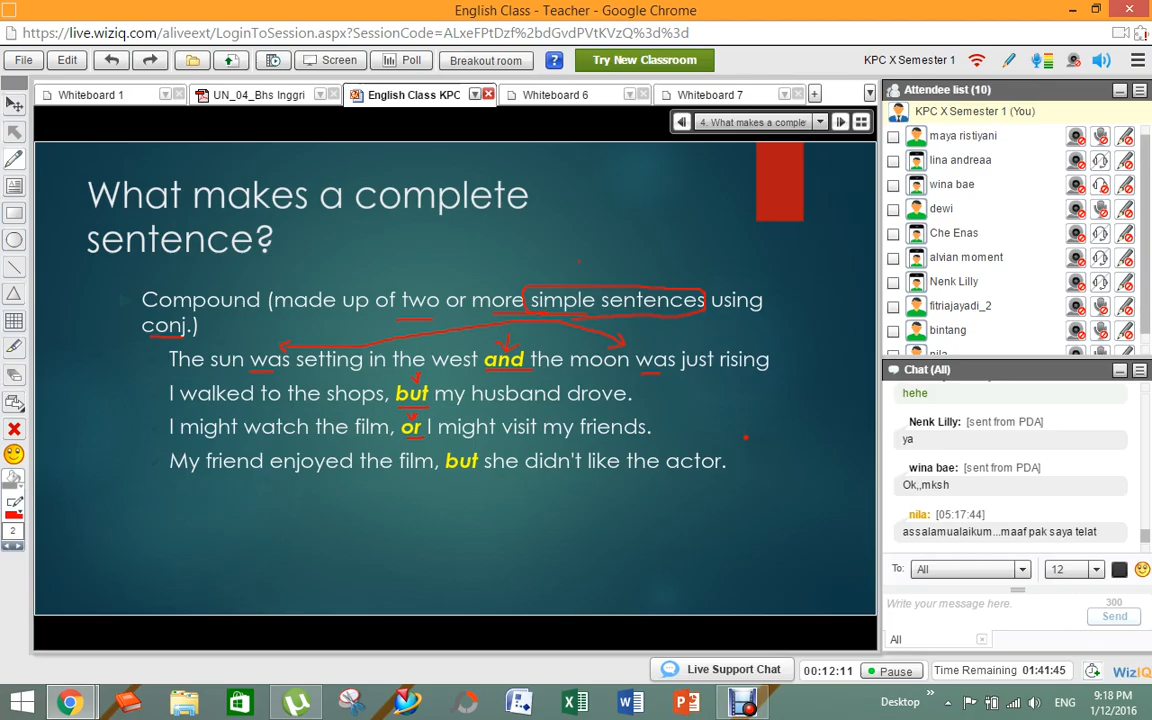 English Class - Teacher - Google Chrome
https://live.wiziq.com/aliveext/LoginToSession.aspx?SessionCode=ALxeFPtDzf%2bdGvdPVtKVzQ%3d%3d
File Edit Screen Poll Breakout room ? Try New Classroom KPC X Semester 1
Whiteboard 1 UN_04_Bhs Inggri English Class KPC Whiteboard 6 Whiteboard 7 +
4. What makes a comple
Attendee list (10)
KPC X Semester 1 (You)
maya ristiyani
lina andreaa
wina bae
dewi
Che Enas
alvian moment
Nenk Lilly
fitriajayadi_2
bintang
nila
What makes a complete
sentence?
Compound (made up of two or more simple sentences using
conj.)
The sun was setting in the west and the moon was just rising
I walked to the shops, but my husband drove.
I might watch the film, or I might visit my friends.
My friend enjoyed the film, but she didn't like the actor.
2
Chat (All)
hehe
Nenk Lilly: [sent from PDA]
ya
wina bae: [sent from PDA]
Ok,,mksh
nila: [05:17:44]
assalamualaikum...maaf pak saya telat
To: All 12
Write your message here. 300
Send
All
Live Support Chat 00:12:11 Pause Time Remaining 01:41:45 WizIQ
Desktop » ENG 9:18 PM
1/12/2016